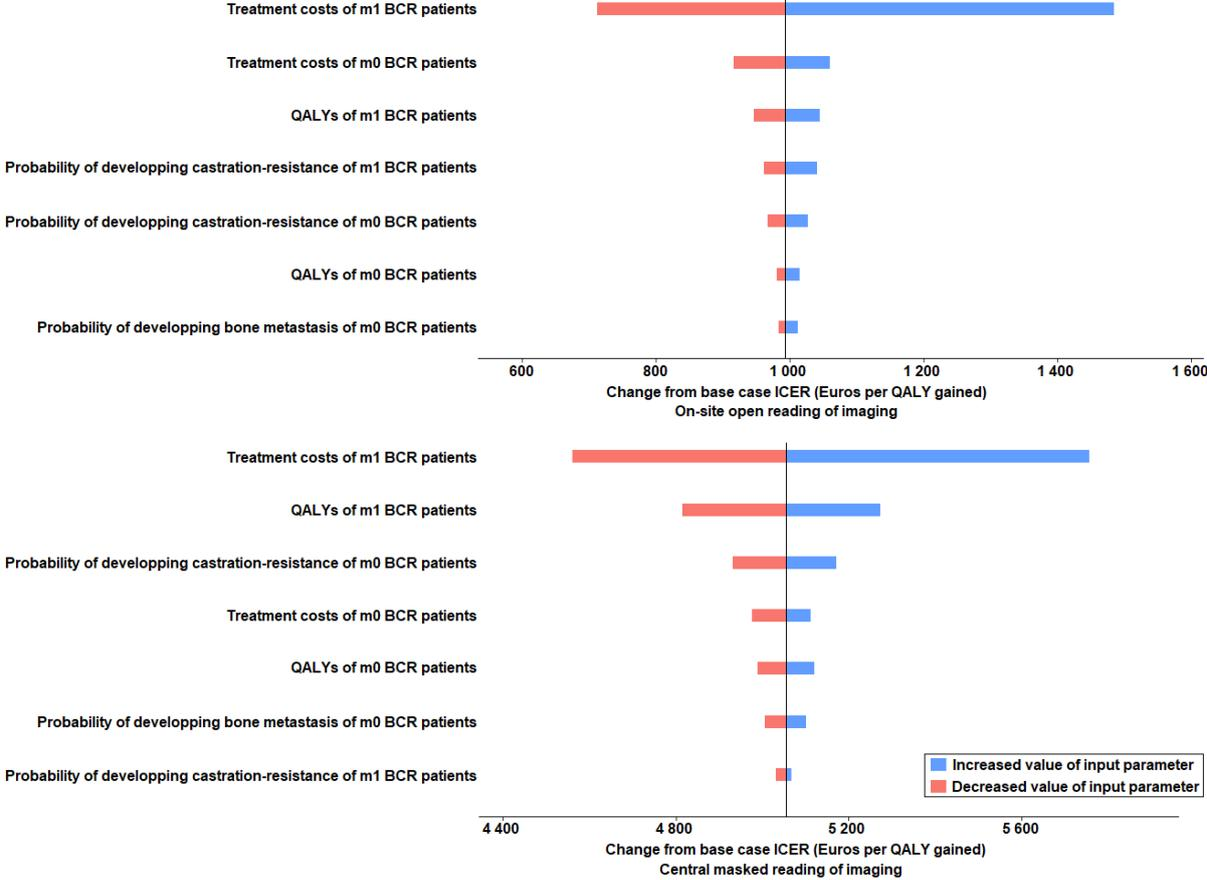 Treatment costs of m1 BCR patients
Treatment costs of m0 BCR patients
QALYs of m1 BCR patients
Probability of developping castration-resistance of m1 BCR patients
Probability of developping castration-resistance of m0 BCR patients
QALYs of m0 BCR patients
Probability of developping bone metastasis of m0 BCR patients
600 800 1 000 1 200 1 400 1 600
Change from base case ICER (Euros per QALY gained)
On-site open reading of imaging
Treatment costs of m1 BCR patients
QALYs of m1 BCR patients
Probability of developping castration-resistance of m0 BCR patients
Treatment costs of m0 BCR patients
QALYs of m0 BCR patients
Probability of developping bone metastasis of m0 BCR patients
Probability of developping castration-resistance of m1 BCR patients
Increased value of input parameter
Decreased value of input parameter
4 400 4 800 5 200 5 600
Change from base case ICER (Euros per QALY gained)
Central masked reading of imaging